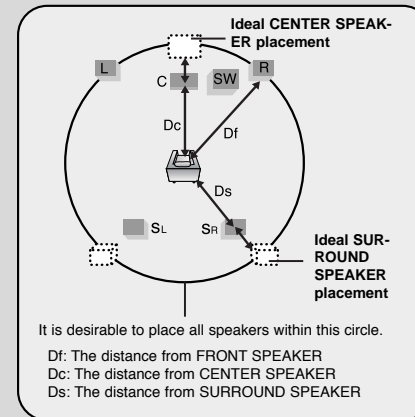 Ideal CENTER SPEAK-
ER placement
L
R
C
SW
Dc
Df
Ds
SL
SR
Ideal SUR-
ROUND
SPEAKER
placement
It is desirable to place all speakers within this circle.
Df: The distance from FRONT SPEAKER
Dc: The distance from CENTER SPEAKER
Ds: The distance from SURROUND SPEAKER